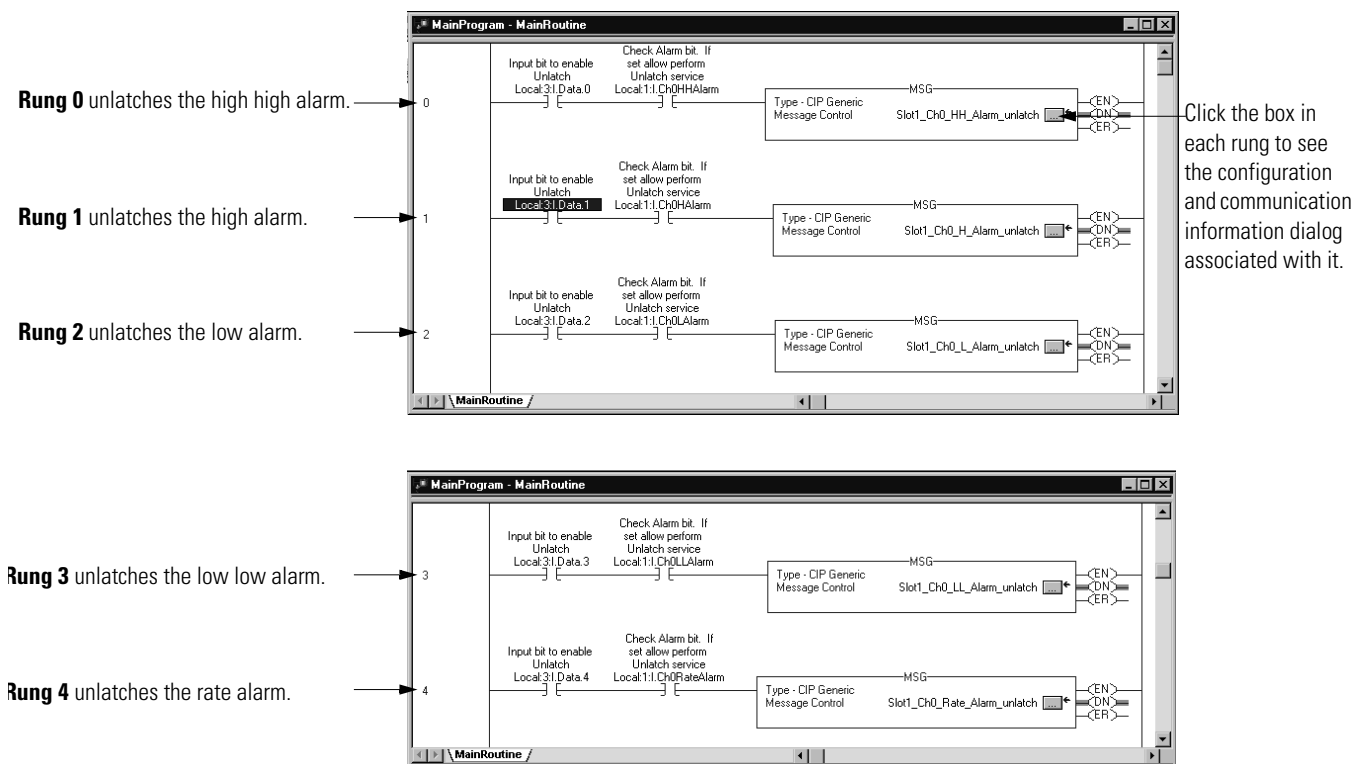 MainProgram - MainRoutine
Rung 0 unlatches the high high alarm.
0
Input bit to enable
Unlatch
Local:3:I.Data.0
Check Alarm bit. If
set allow perform
Unlatch service
Local:1:I.Ch0HHAlarm
MSG
Type - CIP Generic
Message Control Slot1_Ch0_HH_Alarm_unlatch ...
EN
DN
ER
Click the box in
each rung to see
the configuration
and communication
information dialog
associated with it.
Rung 1 unlatches the high alarm.
1
Input bit to enable
Unlatch
Local:3:I.Data.1
Check Alarm bit. If
set allow perform
Unlatch service
Local:1:I.Ch0HAlarm
MSG
Type - CIP Generic
Message Control Slot1_Ch0_H_Alarm_unlatch ...
EN
DN
ER
Rung 2 unlatches the low alarm.
2
Input bit to enable
Unlatch
Local:3:I.Data.2
Check Alarm bit. If
set allow perform
Unlatch service
Local:1:I.Ch0LAlarm
MSG
Type - CIP Generic
Message Control Slot1_Ch0_L_Alarm_unlatch ...
EN
DN
ER
MainRoutine
MainProgram - MainRoutine
Rung 3 unlatches the low low alarm.
3
Input bit to enable
Unlatch
Local:3:I.Data.3
Check Alarm bit. If
set allow perform
Unlatch service
Local:1:I.Ch0LLAlarm
MSG
Type - CIP Generic
Message Control Slot1_Ch0_LL_Alarm_unlatch ...
EN
DN
ER
Rung 4 unlatches the rate alarm.
4
Input bit to enable
Unlatch
Local:3:I.Data.4
Check Alarm bit. If
set allow perform
Unlatch service
Local:1:I.Ch0RateAlarm
MSG
Type - CIP Generic
Message Control Slot1_Ch0_Rate_Alarm_unlatch ...
EN
DN
ER
MainRoutine